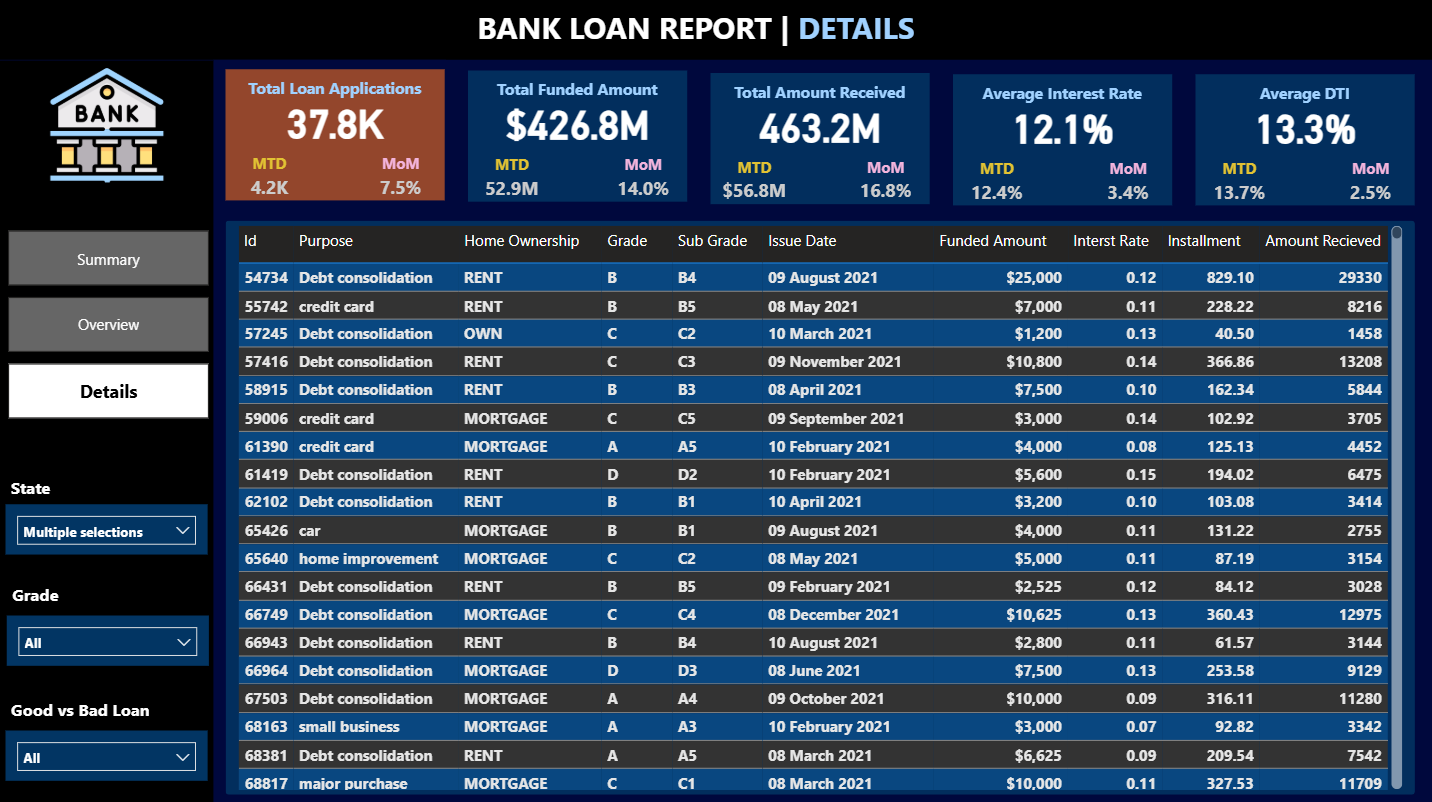 BANK LOAN REPORT | DETAILS
BANK
Total Loan Applications
37.8K
MTD MoM
4.2K 7.5%
Total Funded Amount
$426.8M
MTD MoM
52.9M 14.0%
Total Amount Received
463.2M
MTD MoM
$56.8M 16.8%
Average Interest Rate
12.1%
MTD MoM
12.4% 3.4%
Average DTI
13.3%
MTD MoM
13.7% 2.5%
Summary
Overview
Details
State
Multiple selections
Grade
All
Good vs Bad Loan
All
Id Purpose Home Ownership Grade Sub Grade Issue Date Funded Amount Interst Rate Installment Amount Recieved
54734 Debt consolidation RENT B B4 09 August 2021 $25,000 0.12 829.10 29330
55742 credit card RENT B B5 08 May 2021 $7,000 0.11 228.22 8216
57245 Debt consolidation OWN C C2 10 March 2021 $1,200 0.13 40.50 1458
57416 Debt consolidation RENT C C3 09 November 2021 $10,800 0.14 366.86 13208
58915 Debt consolidation RENT B B3 08 April 2021 $7,500 0.10 162.34 5844
59006 credit card MORTGAGE C C5 09 September 2021 $3,000 0.14 102.92 3705
61390 credit card MORTGAGE A A5 10 February 2021 $4,000 0.08 125.13 4452
61419 Debt consolidation RENT D D2 10 February 2021 $5,600 0.15 194.02 6475
62102 Debt consolidation RENT B B1 10 April 2021 $3,200 0.10 103.08 3414
65426 car MORTGAGE B B1 09 August 2021 $4,000 0.11 131.22 2755
65640 home improvement MORTGAGE C C2 08 May 2021 $5,000 0.11 87.19 3154
66431 Debt consolidation RENT B B5 09 February 2021 $2,525 0.12 84.12 3028
66749 Debt consolidation MORTGAGE C C4 08 December 2021 $10,625 0.13 360.43 12975
66943 Debt consolidation RENT B B4 10 August 2021 $2,800 0.11 61.57 3144
66964 Debt consolidation MORTGAGE D D3 08 June 2021 $7,500 0.13 253.58 9129
67503 Debt consolidation MORTGAGE A A4 09 October 2021 $10,000 0.09 316.11 11280
68163 small business MORTGAGE A A3 10 February 2021 $3,000 0.07 92.82 3342
68381 Debt consolidation RENT A A5 08 March 2021 $6,625 0.09 209.54 7542
68817 major purchase MORTGAGE C C1 08 March 2021 $10,000 0.11 327.53 11709